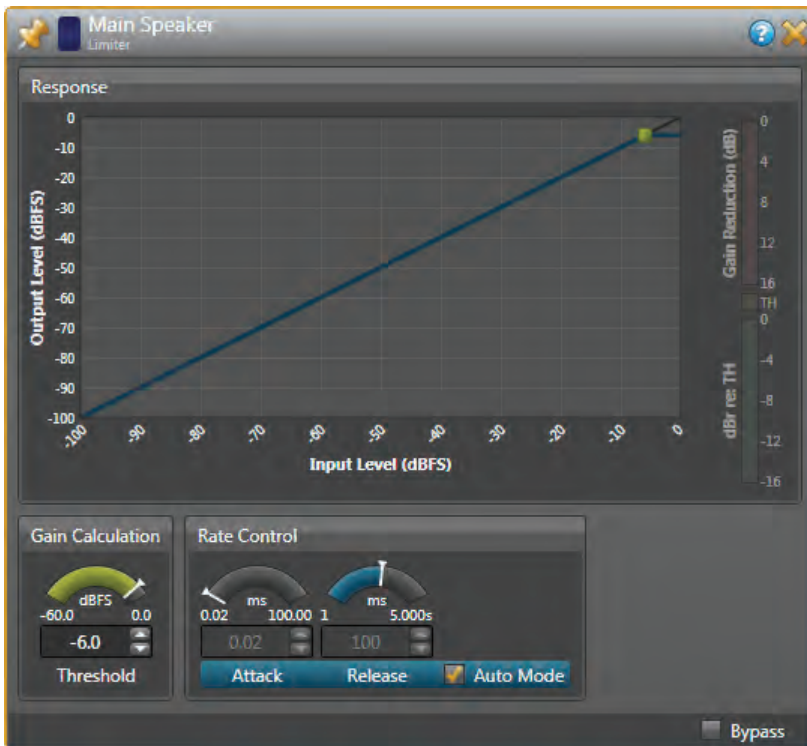 Main Speaker
Limiter
?
Response
Output Level (dBFS)
0
-10
-20
-30
-40
-50
-60
-70
-80
-90
-100
-100
-90
-80
-70
-60
-50
-40
-30
-20
-10
0
Input Level (dBFS)
Gain Reduction (dB)
0
4
8
12
16
TH
dBr re: TH
0
-4
-8
-12
-16
Gain Calculation
dBFS
-60.0 0.0
-6.0
Threshold
Rate Control
ms ms
0.02 100.00 1 5.000s
0.02 100
Attack Release Auto Mode
Bypass